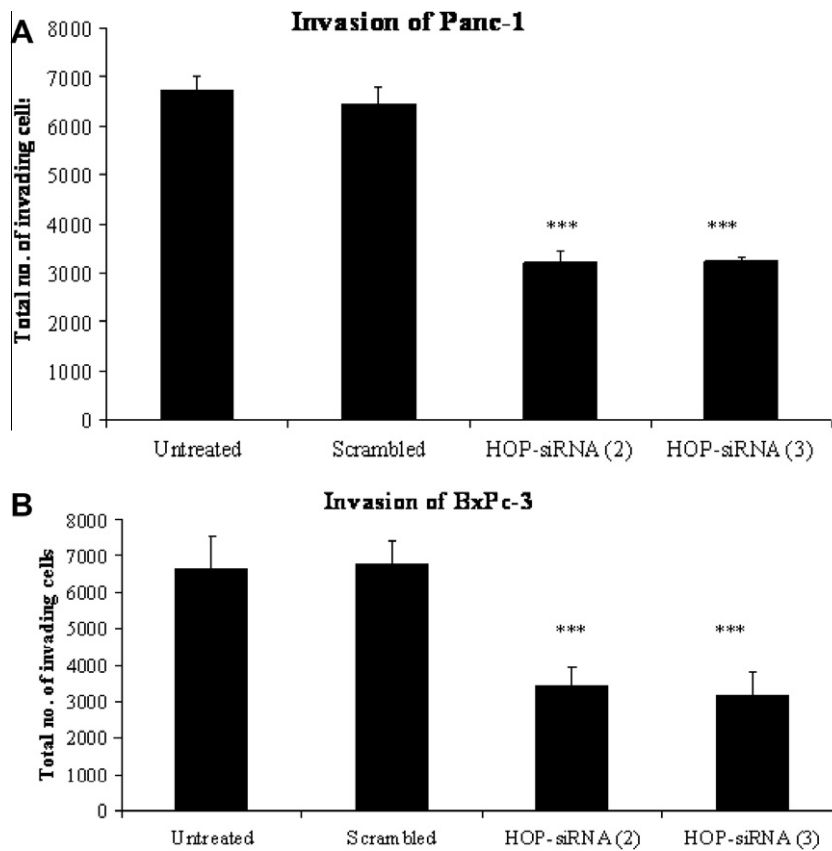 A
Invasion of Panc-1
Total no. of invading cell:
8000
7000
6000
5000
4000
3000
2000
1000
0
***
***
Untreated
Scrambled
HOP-siRNA (2)
HOP-siRNA (3)
B
Invasion of BxPc-3
Total no. of invading cells
8000
7000
6000
5000
4000
3000
2000
1000
0
***
***
Untreated
Scrambled
HOP-siRNA (2)
HOP-siRNA (3)